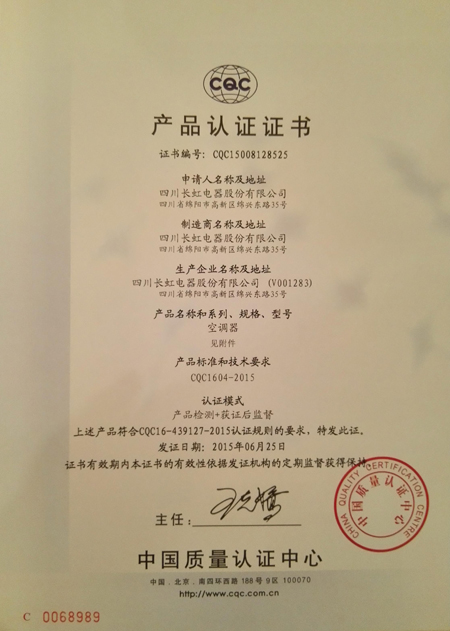 CQC
产品认证证书
证书编号: CQC15008128525
申请人名称及地址
四川长虹电器股份有限公司
四川省绵阳市高新区绵兴东路35号
制造商名称及地址
四川长虹电器股份有限公司
四川省绵阳市高新区绵兴东路35号
生产企业名称及地址
四川长虹电器股份有限公司 (V001283)
四川省绵阳市高新区绵兴东路35号
产品名称和系列、规格、型号
空调器
见附件
产品标准和技术要求
CQC1604-2015
认证模式
产品检测+获证后监督
上述产品符合CQC16-439127-2015认证规则的要求，特发此证。
发证日期: 2015年06月25日
证书有效期内本证书的有效性依据发证机构的定期监督获得保持。
CHINA QUALITY CERTIFICATION CENTRE
中国质量认证中心
主任:
中国质量认证中心
中国．北京．南四环西路 188 号 9 区 100070
http://www.cqc.com.cn
C 0068989